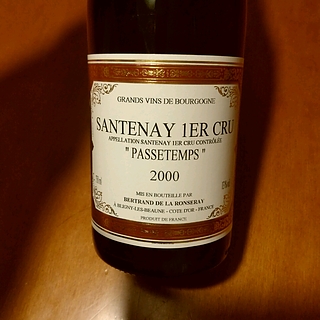 GRANDS VINS DE BOURGOGNE
SANTENAY 1ER CRU
APPELLATION SANTENAY 1ER CRU CONTRÔLÉE
" PASSETEMPS "
2000
MIS EN BOUTEILLE PAR
BERTRAND DE LA RONSERAY
À BLIGNY-LES-BEAUNE - COTE D'OR - FRANCE
PRODUIT DE FRANCE